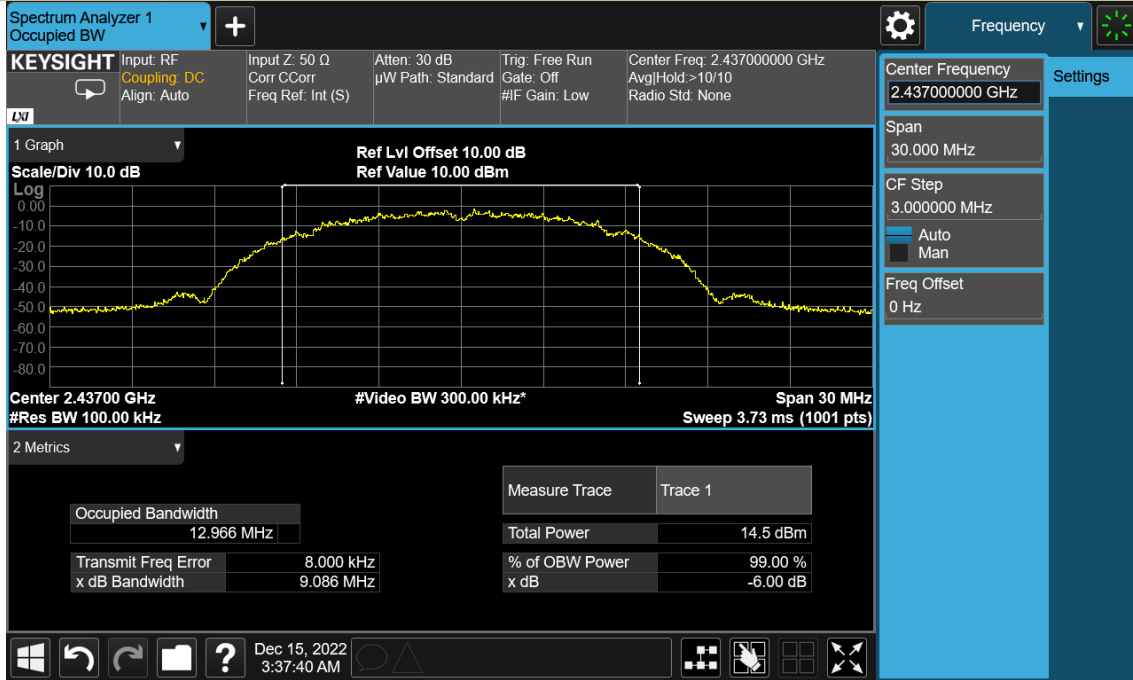 Spectrum Analyzer 1
Occupied BW
+
Frequency
KEYSIGHT
LXI
Input: RF
Coupling: DC
Align: Auto
Input Z: 50 Ω
Corr CCorr
Freq Ref: Int (S)
Atten: 30 dB
µW Path: Standard
Trig: Free Run
Gate: Off
#IF Gain: Low
Center Freq: 2.437000000 GHz
Avg|Hold:>10/10
Radio Std: None
Center Frequency
2.437000000 GHz
Settings
Span
30.000 MHz
CF Step
3.000000 MHz
Auto
Man
Freq Offset
0 Hz
1 Graph
Scale/Div 10.0 dB
Ref Lvl Offset 10.00 dB
Ref Value 10.00 dBm
Log
0.00
-10.0
-20.0
-30.0
-40.0
-50.0
-60.0
-70.0
-80.0
Center 2.43700 GHz
#Video BW 300.00 kHz*
Span 30 MHz
#Res BW 100.00 kHz
Sweep 3.73 ms (1001 pts)
2 Metrics
Measure Trace Trace 1
Occupied Bandwidth
12.966 MHz
Total Power 14.5 dBm
Transmit Freq Error 8.000 kHz
% of OBW Power 99.00 %
x dB Bandwidth 9.086 MHz
x dB -6.00 dB
?
Dec 15, 2022
3:37:40 AM